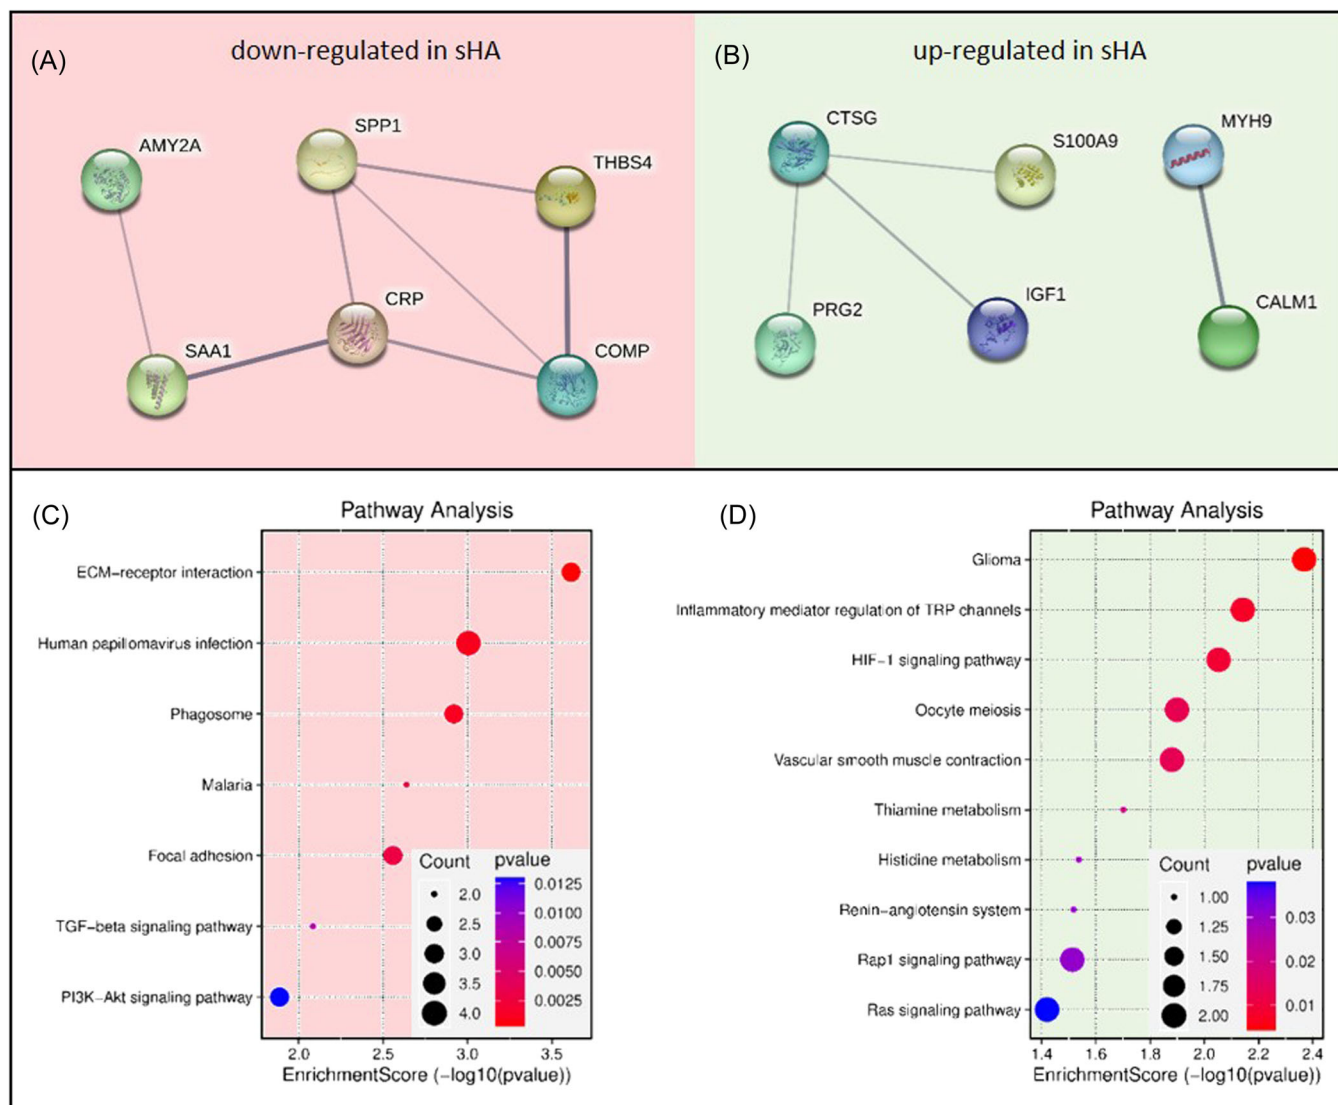 (A)
down-regulated in sHA
AMY2A
SPP1
THBS4
CRP
SAA1
COMP
(B)
up-regulated in sHA
CTSG
S100A9
MYH9
PRG2
IGF1
CALM1
(C)
Pathway Analysis
ECM-receptor interaction
Human papillomavirus infection
Phagosome
Malaria
Focal adhesion
TGF-beta signaling pathway
PI3K-Akt signaling pathway
Count
2.0
2.5
3.0
3.5
4.0
pvalue
0.0125
0.0100
0.0075
0.0050
0.0025
2.0 2.5 3.0 3.5
EnrichmentScore (-log10(pvalue))
(D)
Pathway Analysis
Glioma
Inflammatory mediator regulation of TRP channels
HIF-1 signaling pathway
Oocyte meiosis
Vascular smooth muscle contraction
Thiamine metabolism
Histidine metabolism
Renin-angiotensin system
Rap1 signaling pathway
Ras signaling pathway
Count
1.00
1.25
1.50
1.75
2.00
pvalue
0.03
0.02
0.01
1.4 1.6 1.8 2.0 2.2 2.4
EnrichmentScore (-log10(pvalue))